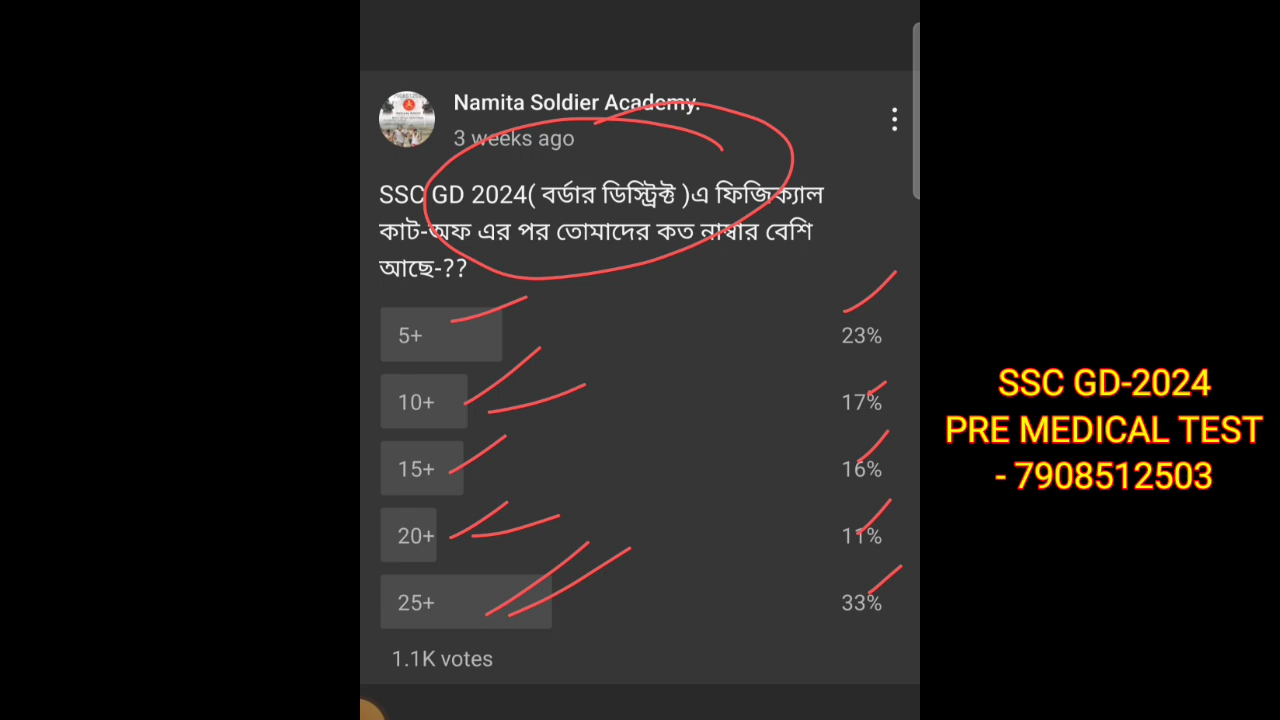 Namita Soldier Academy.
3 weeks ago
SSC GD 2024( বর্ডার ডিস্ট্রিক্ট )এ ফিজিক্যাল
কাট-অফ এর পর তোমাদের কত নাম্বার বেশি
আছে-??
5+ 23%
10+ 17%
15+ 16%
20+ 11%
25+ 33%
1.1K votes
SSC GD-2024
PRE MEDICAL TEST
- 7908512503